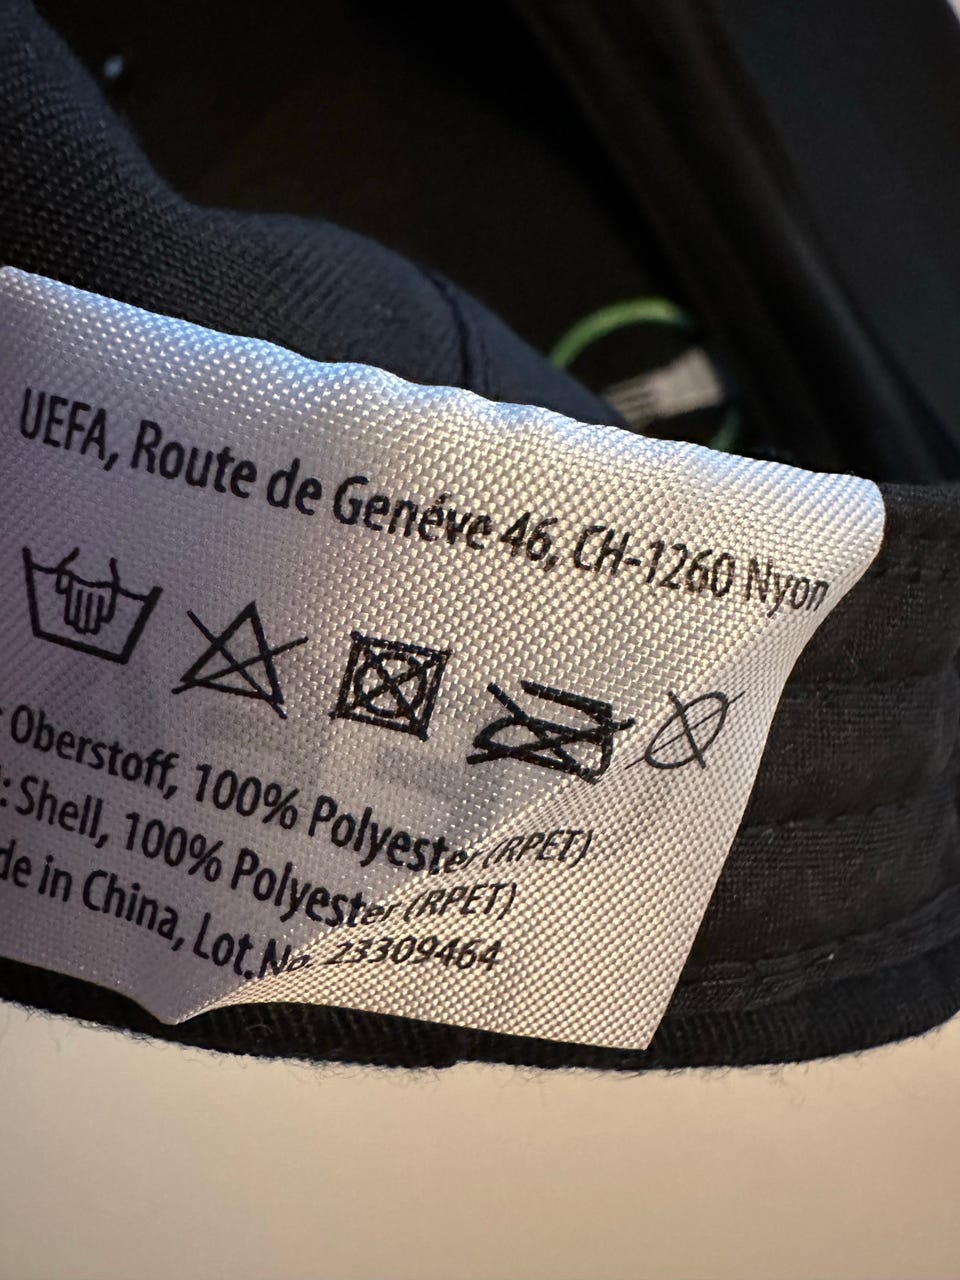 UEFA, Route de Genéve 46, CH-1260 Nyon
: Oberstoff, 100% Polyester (RPET)
: Shell, 100% Polyester (RPET)
in China, Lot.No. 23309464